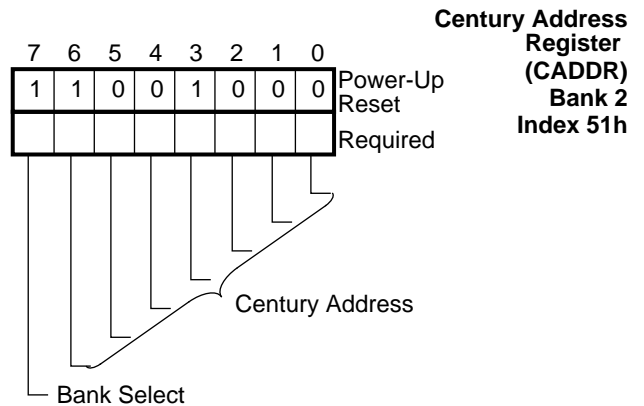 Century Address
Register
(CADDR)
Bank 2
Index 51h
7 6 5 4 3 2 1 0
1 1 0 0 1 0 0 0 Power-Up
Reset
Required
Century Address
Bank Select